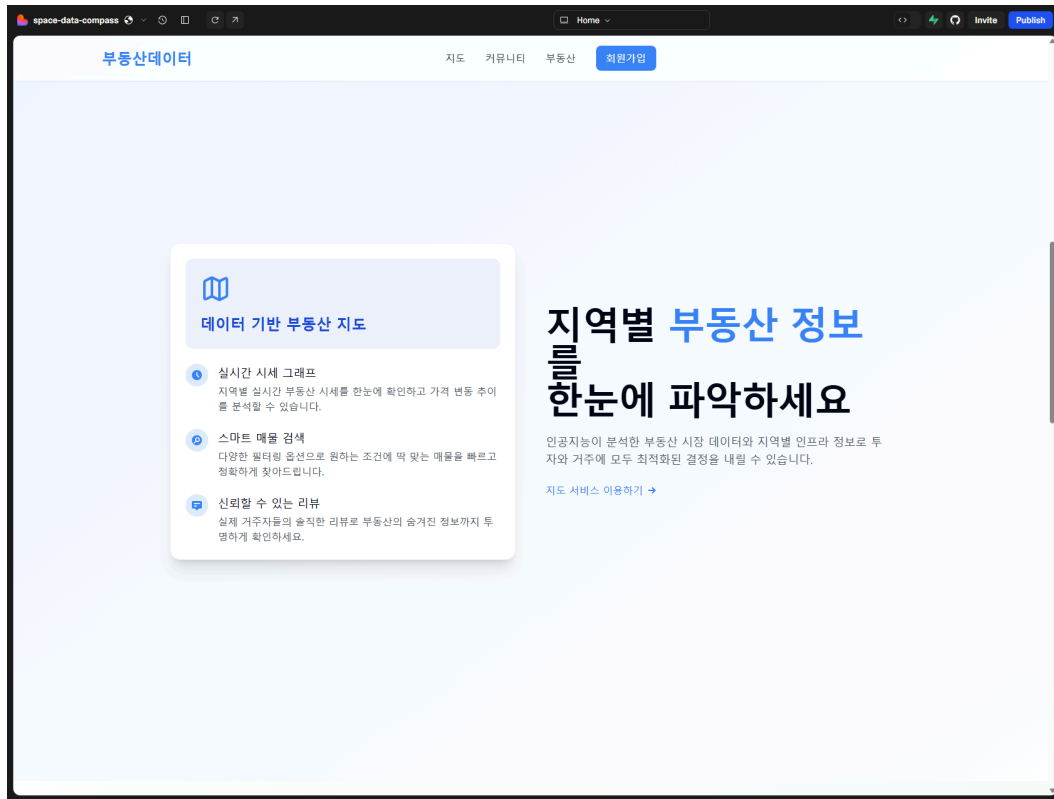 space-data-compass
Home
Invite
Publish
부동산데이터
지도
커뮤니티
부동산
회원가입
데이터 기반 부동산 지도
실시간 시세 그래프
지역별 실시간 부동산 시세를 한눈에 확인하고 가격 변동 추이
를 분석할 수 있습니다.
스마트 매물 검색
다양한 필터링 옵션으로 원하는 조건에 딱 맞는 매물을 빠르고
정확하게 찾아드립니다.
신뢰할 수 있는 리뷰
실제 거주자들의 솔직한 리뷰로 부동산의 숨겨진 정보까지 투
명하게 확인하세요.
지역별 부동산 정보
를
한눈에 파악하세요
인공지능이 분석한 부동산 시장 데이터와 지역별 인프라 정보로 투
자와 거주에 모두 최적화된 결정을 내릴 수 있습니다.
지도 서비스 이용하기 →